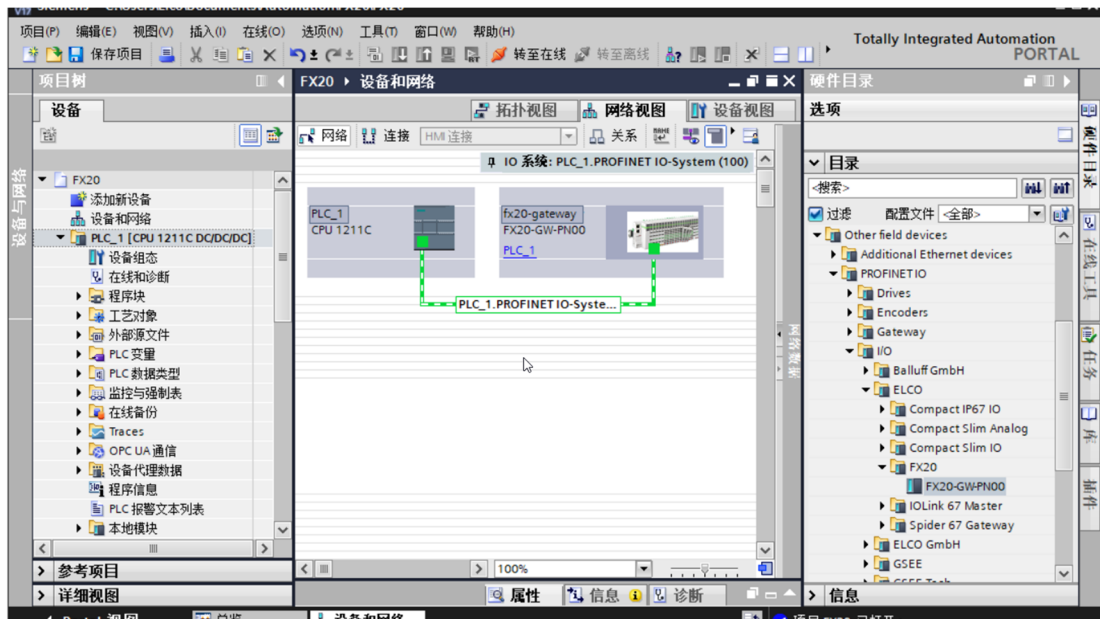 项目(P) 编辑(E) 视图(V) 插入(I) 在线(O) 选项(N) 工具(T) 窗口(W) 帮助(H)
保存项目
转至在线
转至离线
Totally Integrated Automation
PORTAL
项目树
设备
设备与网络
FX20
添加新设备
设备和网络
PLC_1 [CPU 1211C DC/DC/DC]
设备组态
在线和诊断
程序块
工艺对象
外部源文件
PLC 变量
PLC 数据类型
监控与强制表
在线备份
Traces
OPC UA 通信
设备代理数据
程序信息
PLC 报警文本列表
本地模块
参考项目
详细视图
FX20 设备和网络
拓扑视图 网络视图 设备视图
网络 连接 HMI 连接 关系
IO 系统: PLC_1.PROFINET IO-System (100)
PLC_1
CPU 1211C
fx20-gateway
FX20-GW-PN00
PLC_1
PLC_1.PROFINET IO-Syste...
网络数据
100%
属性 信息 诊断
硬件目录
选项
目录
<搜索>
过滤 配置文件 <全部>
Other field devices
Additional Ethernet devices
PROFINET IO
Drives
Encoders
Gateway
I/O
Balluff GmbH
ELCO
Compact IP67 IO
Compact Slim Analog
Compact Slim IO
FX20
FX20-GW-PN00
IOLink 67 Master
Spider 67 Gateway
ELCO GmbH
GSEE
信息
硬件目录
在线工具
任务
库
插件